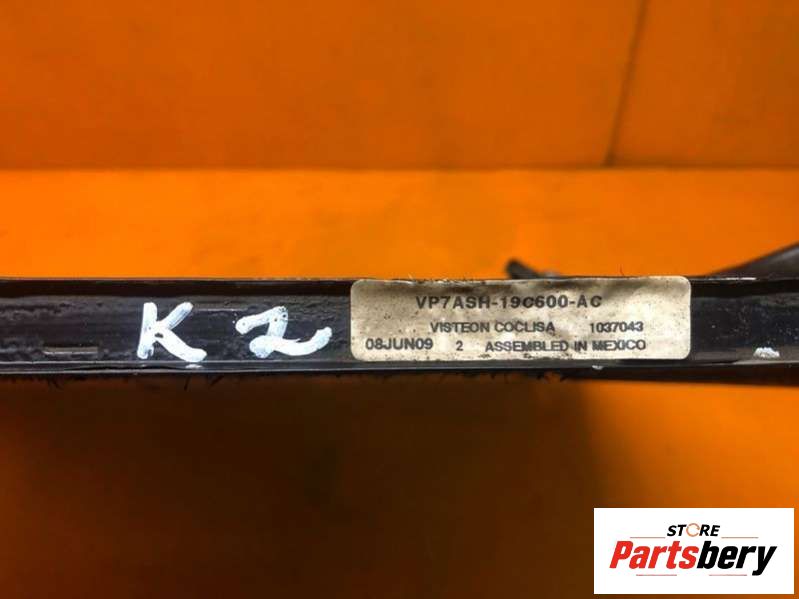 K2
VP7ASH-19C600-AC
VISTEON COCLISA 1037043
08JUN09 2 ASSEMBLED IN MEXICO
STORE
Partsbery